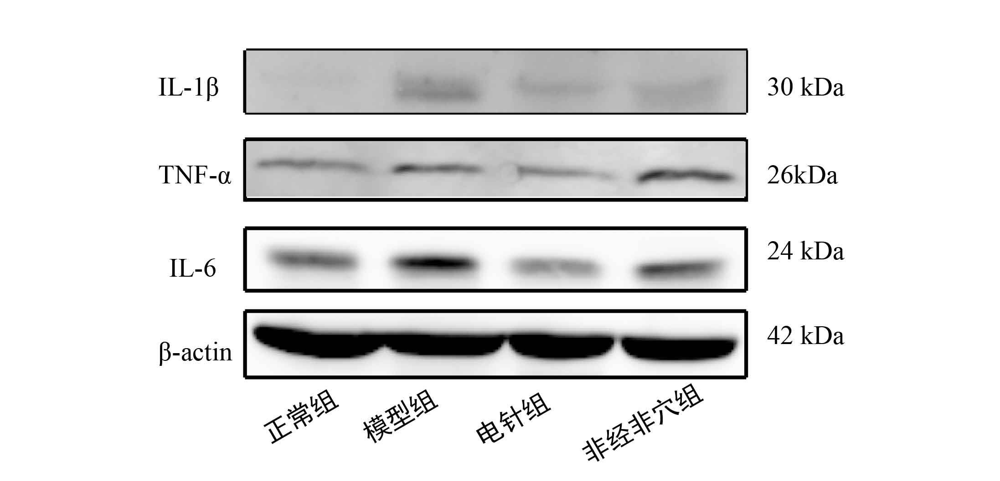 IL-1β 30 kDa
TNF-α 26kDa
IL-6 24 kDa
β-actin 42 kDa
正常组 模型组 电针组 非经非穴组